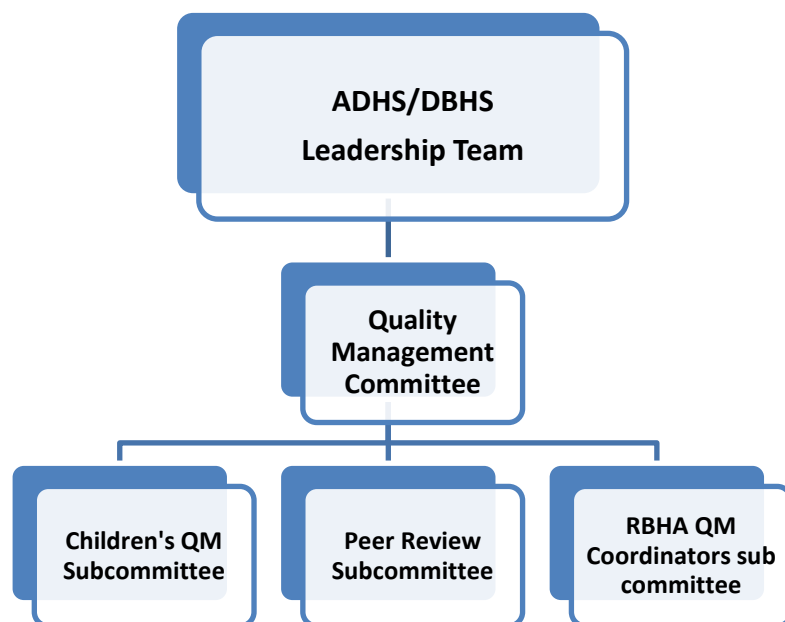 ADHS/DBHS
Leadership Team
Quality
Management
Committee
Children's QM
Subcommittee
Peer Review
Subcommittee
RBHA QM
Coordinators sub
committee